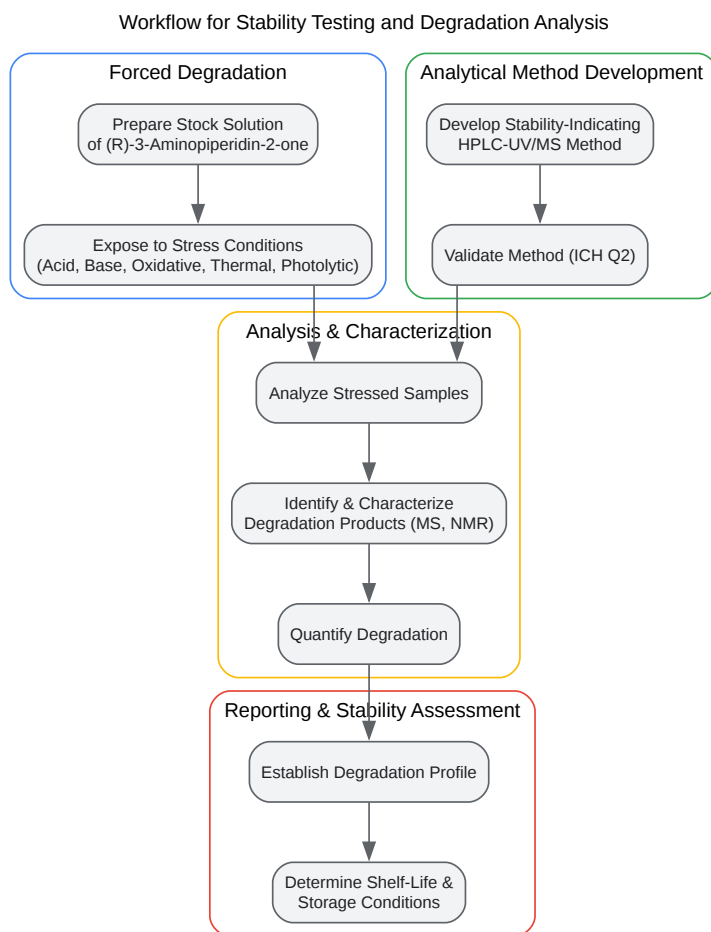 Workflow for Stability Testing and Degradation Analysis
Forced Degradation
Prepare Stock Solution
of (R)-3-Aminopiperidin-2-one
Expose to Stress Conditions
(Acid, Base, Oxidative, Thermal, Photolytic)
Analytical Method Development
Develop Stability-Indicating
HPLC-UV/MS Method
Validate Method (ICH Q2)
Analysis & Characterization
Analyze Stressed Samples
Identify & Characterize
Degradation Products (MS, NMR)
Quantify Degradation
Reporting & Stability Assessment
Establish Degradation Profile
Determine Shelf-Life &
Storage Conditions